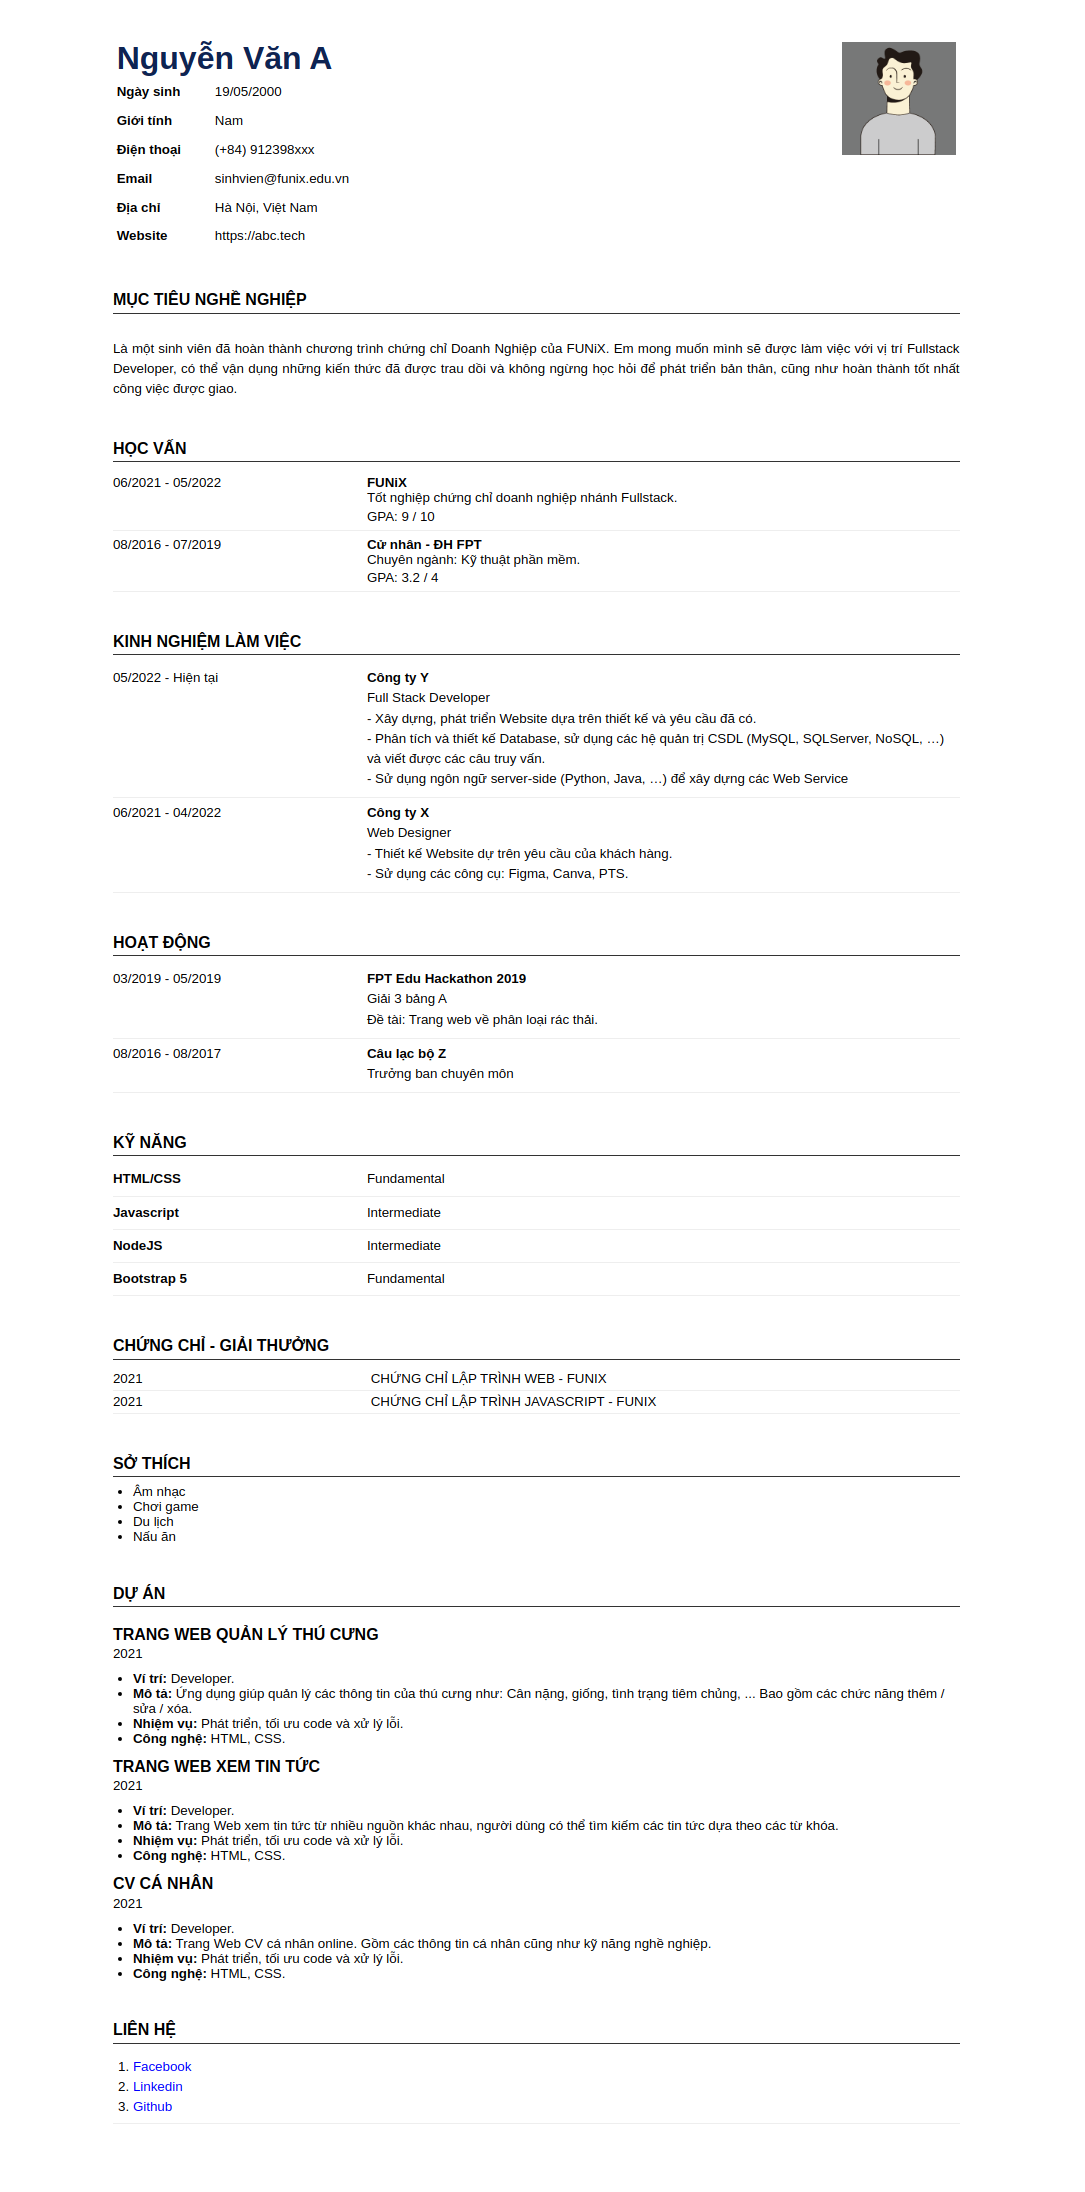 Nguyễn Văn A
Ngày sinh 19/05/2000
Giới tính Nam
Điện thoại (+84) 912398xxx
Email sinhvien@funix.edu.vn
Địa chỉ Hà Nội, Việt Nam
Website https://abc.tech
MỤC TIÊU NGHỀ NGHIỆP
Là một sinh viên đã hoàn thành chương trình chứng chỉ Doanh Nghiệp của FUNiX. Em mong muốn mình sẽ được làm việc với vị trí Fullstack
Developer, có thể vận dụng những kiến thức đã được trau dồi và không ngừng học hỏi để phát triển bản thân, cũng như hoàn thành tốt nhất
công việc được giao.
HỌC VẤN
06/2021 - 05/2022 FUNiX
Tốt nghiệp chứng chỉ doanh nghiệp nhánh Fullstack.
GPA: 9 / 10
08/2016 - 07/2019 Cử nhân - ĐH FPT
Chuyên ngành: Kỹ thuật phần mềm.
GPA: 3.2 / 4
KINH NGHIỆM LÀM VIỆC
05/2022 - Hiện tại Công ty Y
Full Stack Developer
- Xây dựng, phát triển Website dựa trên thiết kế và yêu cầu đã có.
- Phân tích và thiết kế Database, sử dụng các hệ quản trị CSDL (MySQL, SQLServer, NoSQL, …)
và viết được các câu truy vấn.
- Sử dụng ngôn ngữ server-side (Python, Java, …) để xây dựng các Web Service
06/2021 - 04/2022 Công ty X
Web Designer
- Thiết kế Website dự trên yêu cầu của khách hàng.
- Sử dụng các công cụ: Figma, Canva, PTS.
HOẠT ĐỘNG
03/2019 - 05/2019 FPT Edu Hackathon 2019
Giải 3 bảng A
Đề tài: Trang web về phân loại rác thải.
08/2016 - 08/2017 Câu lạc bộ Z
Trưởng ban chuyên môn
KỸ NĂNG
HTML/CSS Fundamental
Javascript Intermediate
NodeJS Intermediate
Bootstrap 5 Fundamental
CHỨNG CHỈ - GIẢI THƯỞNG
2021 CHỨNG CHỈ LẬP TRÌNH WEB - FUNIX
2021 CHỨNG CHỈ LẬP TRÌNH JAVASCRIPT - FUNIX
SỞ THÍCH
• Âm nhạc
• Chơi game
• Du lịch
• Nấu ăn
DỰ ÁN
TRANG WEB QUẢN LÝ THÚ CƯNG
2021
• Ví trí: Developer.
• Mô tả: Ứng dụng giúp quản lý các thông tin của thú cưng như: Cân nặng, giống, tình trạng tiêm chủng, ... Bao gồm các chức năng thêm /
sửa / xóa.
• Nhiệm vụ: Phát triển, tối ưu code và xử lý lỗi.
• Công nghệ: HTML, CSS.
TRANG WEB XEM TIN TỨC
2021
• Ví trí: Developer.
• Mô tả: Trang Web xem tin tức từ nhiều nguồn khác nhau, người dùng có thể tìm kiếm các tin tức dựa theo các từ khóa.
• Nhiệm vụ: Phát triển, tối ưu code và xử lý lỗi.
• Công nghệ: HTML, CSS.
CV CÁ NHÂN
2021
• Ví trí: Developer.
• Mô tả: Trang Web CV cá nhân online. Gồm các thông tin cá nhân cũng như kỹ năng nghề nghiệp.
• Nhiệm vụ: Phát triển, tối ưu code và xử lý lỗi.
• Công nghệ: HTML, CSS.
LIÊN HỆ
1. Facebook
2. Linkedin
3. Github